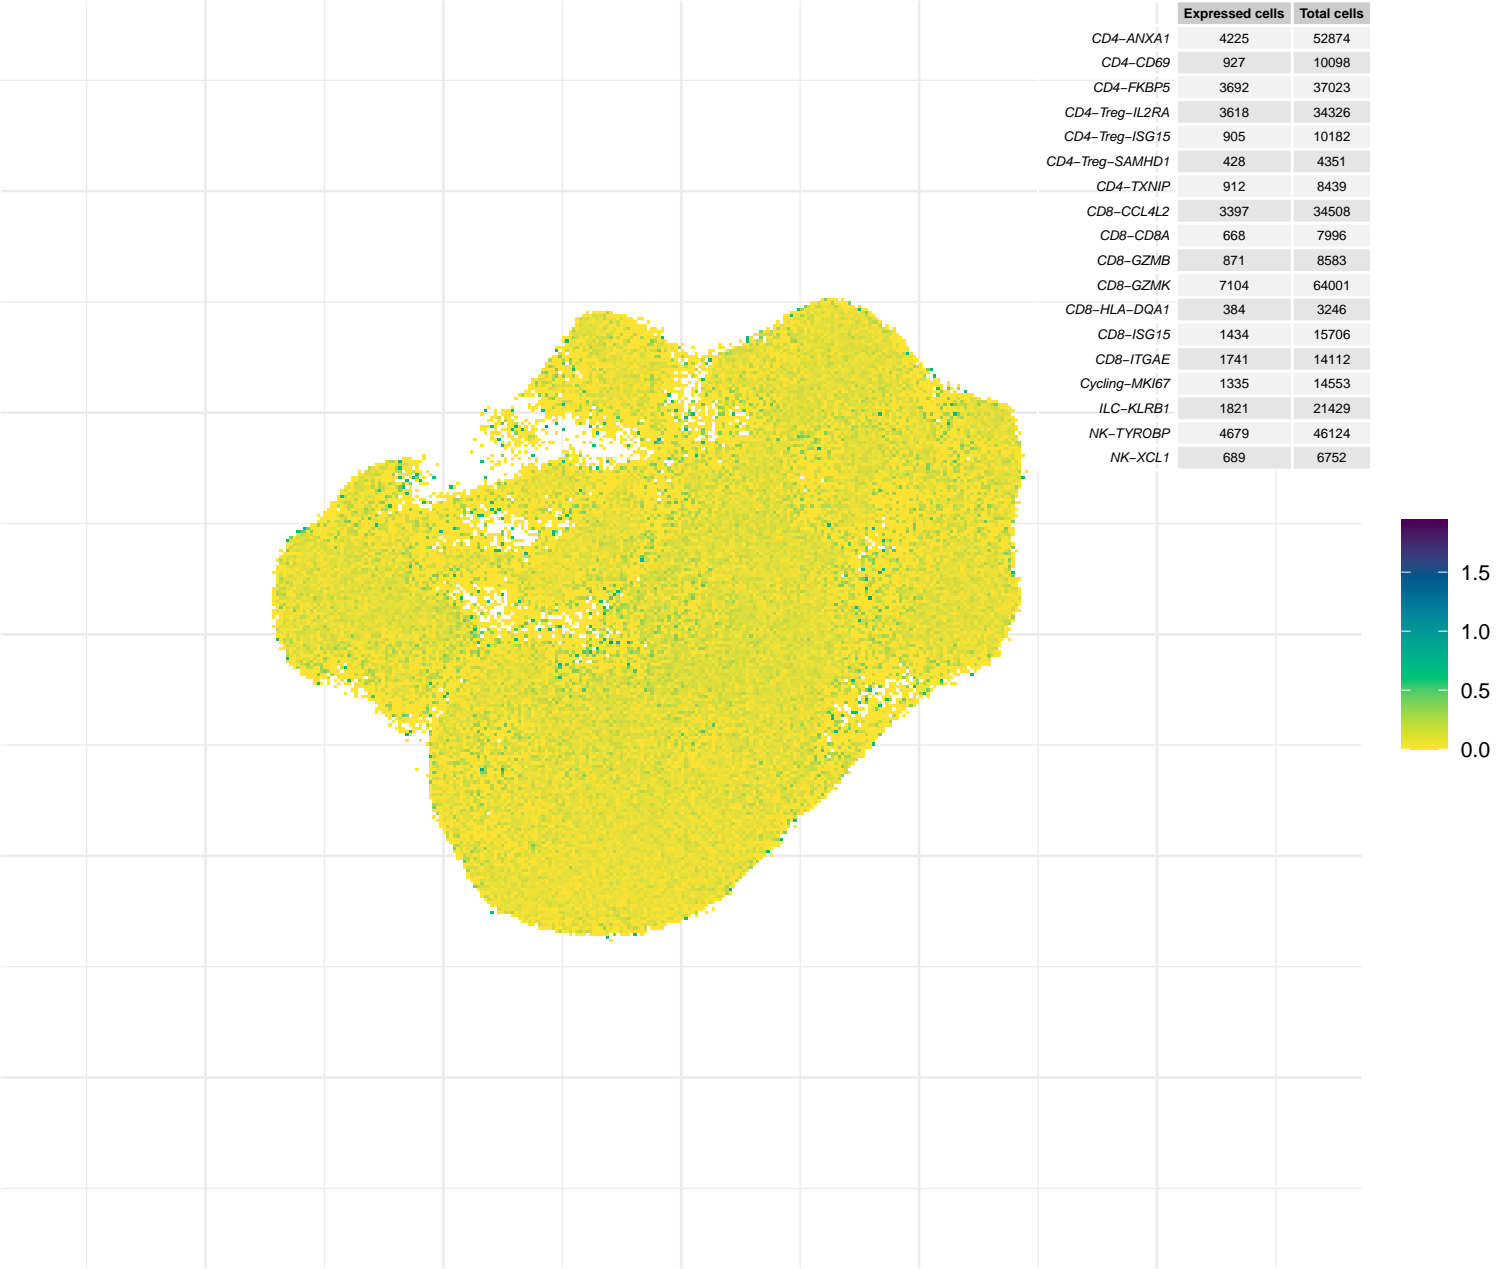 Expressed cells Total cells
CD4−ANXA1 4225 52874
CD4−CD69 927 10098
CD4−FKBP5 3692 37023
CD4−Treg−IL2RA 3618 34326
CD4−Treg−ISG15 905 10182
CD4−Treg−SAMHD1 428 4351
CD4−TXNIP 912 8439
CD8−CCL4L2 3397 34508
CD8−CD8A 668 7996
CD8−GZMB 871 8583
CD8−GZMK 7104 64001
CD8−HLA−DQA1 384 3246
CD8−ISG15 1434 15706
CD8−ITGAE 1741 14112
Cycling−MKI67 1335 14553
ILC−KLRB1 1821 21429
NK−TYROBP 4679 46124
NK−XCL1 689 6752
1.5
1.0
0.5
0.0